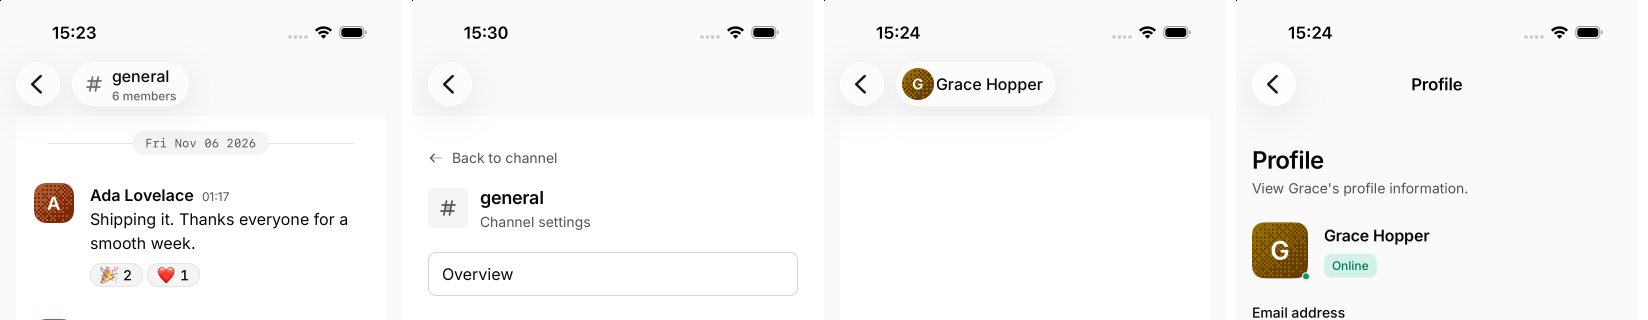 15:23
general
6 members
Fri Nov 06 2026
A
Ada Lovelace 01:17
Shipping it. Thanks everyone for a
smooth week.
🎉 2 ❤️ 1
15:30
← Back to channel
#
general
Channel settings
Overview
15:24
G Grace Hopper
15:24
Profile
Profile
View Grace's profile information.
G
Grace Hopper
Online
Email address